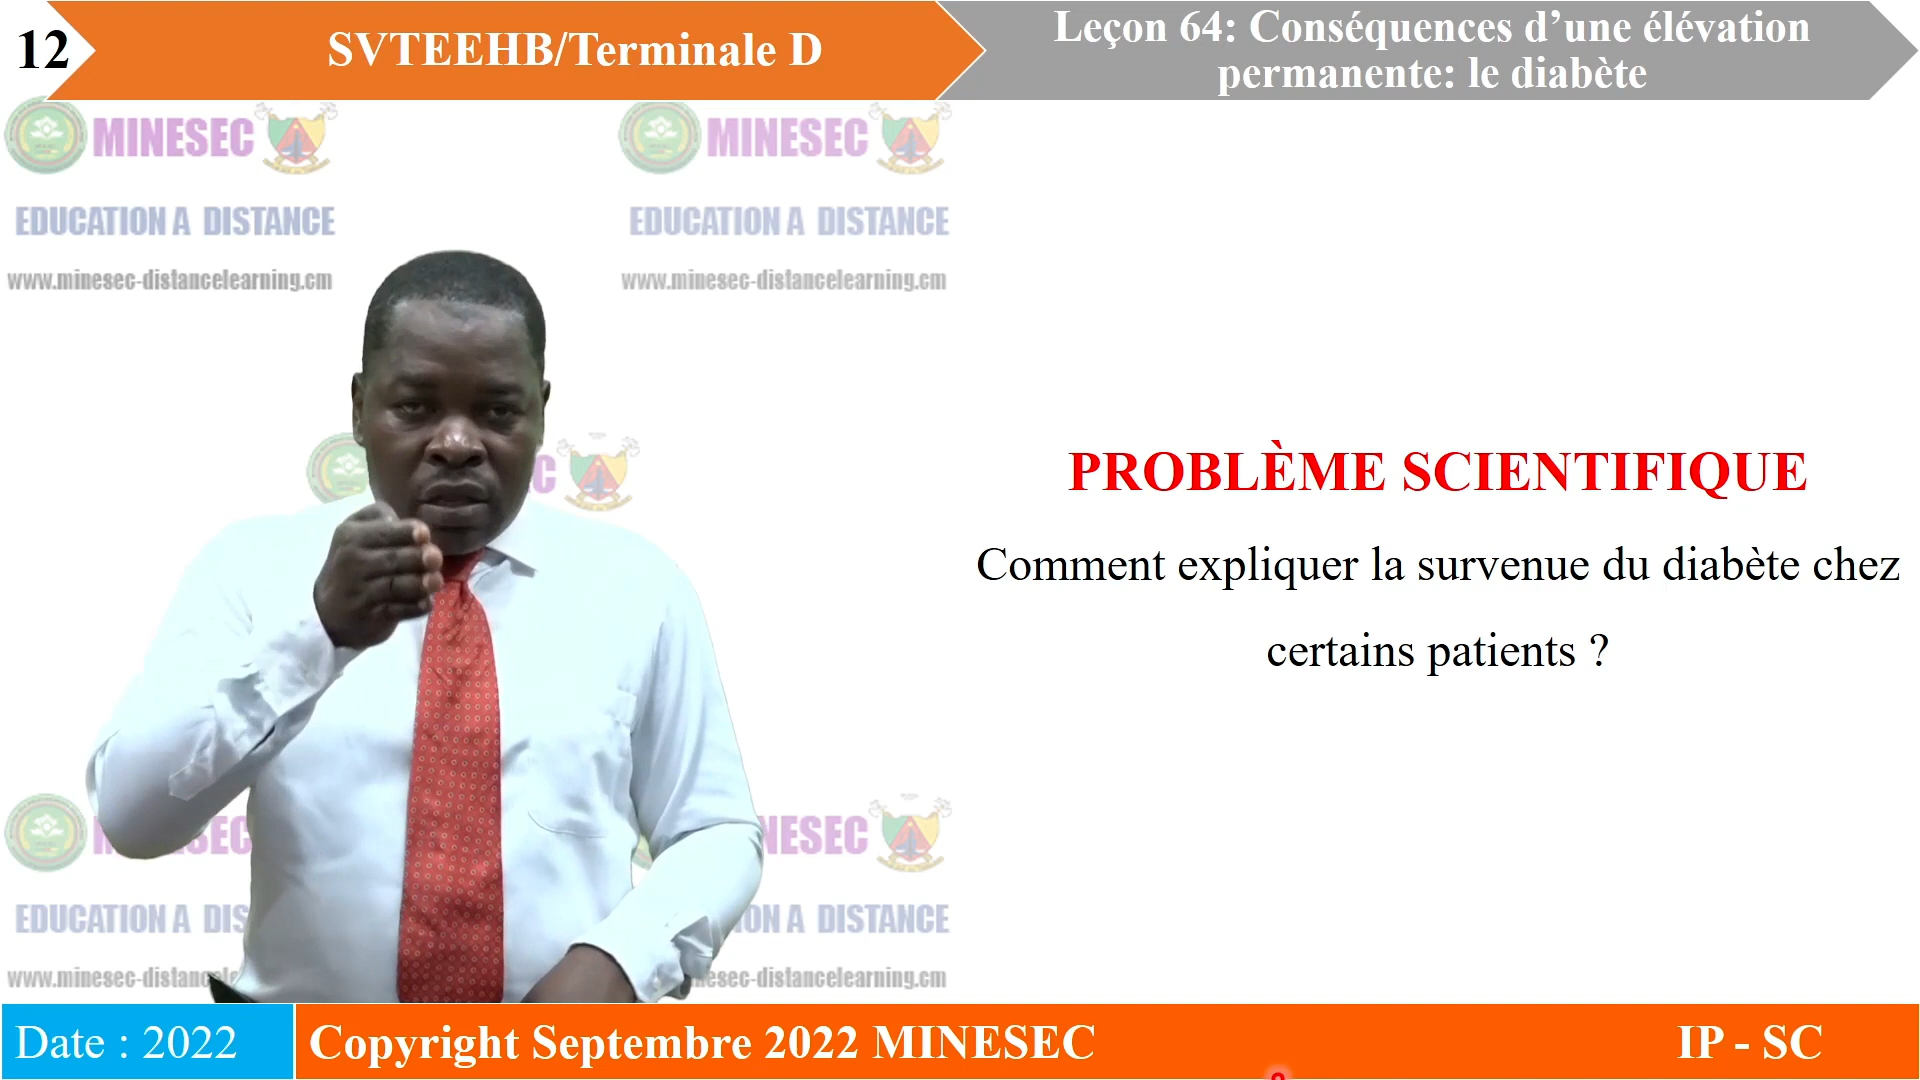 12
SVTEEHB/Terminale D
Leçon 64: Conséquences d’une élévation
permanente: le diabète
MINESEC
MINESEC
EDUCATION A DISTANCE
EDUCATION A DISTANCE
www.minesec-distancelearning.cm
www.minesec-distancelearning.cm
PROBLÈME SCIENTIFIQUE
Comment expliquer la survenue du diabète chez
certains patients ?
Date : 2022
Copyright Septembre 2022 MINESEC
IP - SC